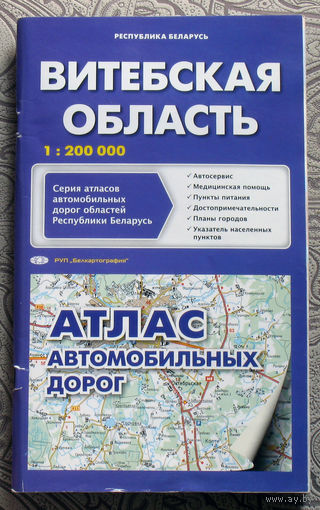 РЕСПУБЛИКА БЕЛАРУСЬ
ВИТЕБСКАЯ
ОБЛАСТЬ
1 : 200 000
Серия атласов
автомобильных
дорог областей
Республики Беларусь
✓ Автосервис
✓ Медицинская помощь
✓ Пункты питания
✓ Достопримечательности
✓ Планы городов
✓ Указатель населенных
пунктов
РУП „Белкартография"
АТЛАС
АВТОМОБИЛЬНЫХ
ДОРОГ
Октябрьская
www.ay.by